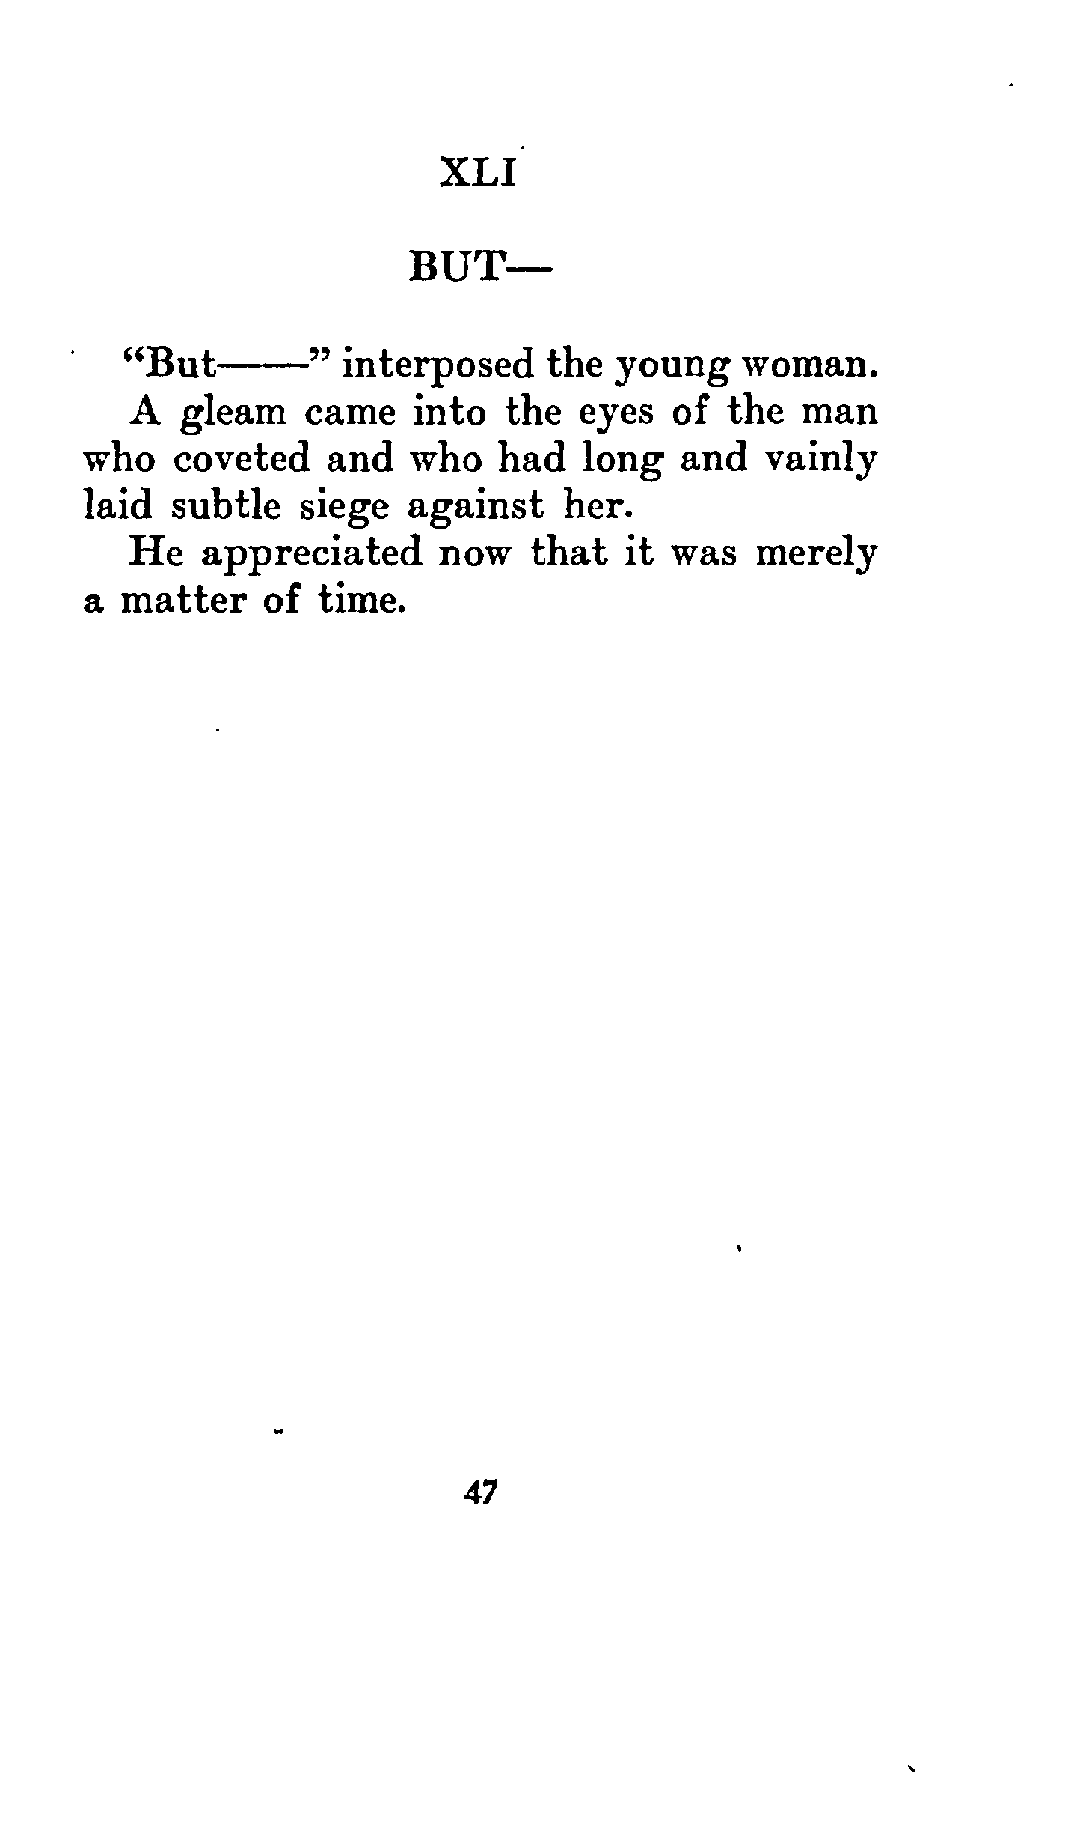 XLI
BUT—
“But——” interposed the young woman.
A gleam came into the eyes of the man
who coveted and who had long and vainly
laid subtle siege against her.
He appreciated now that it was merely
a matter of time.
47